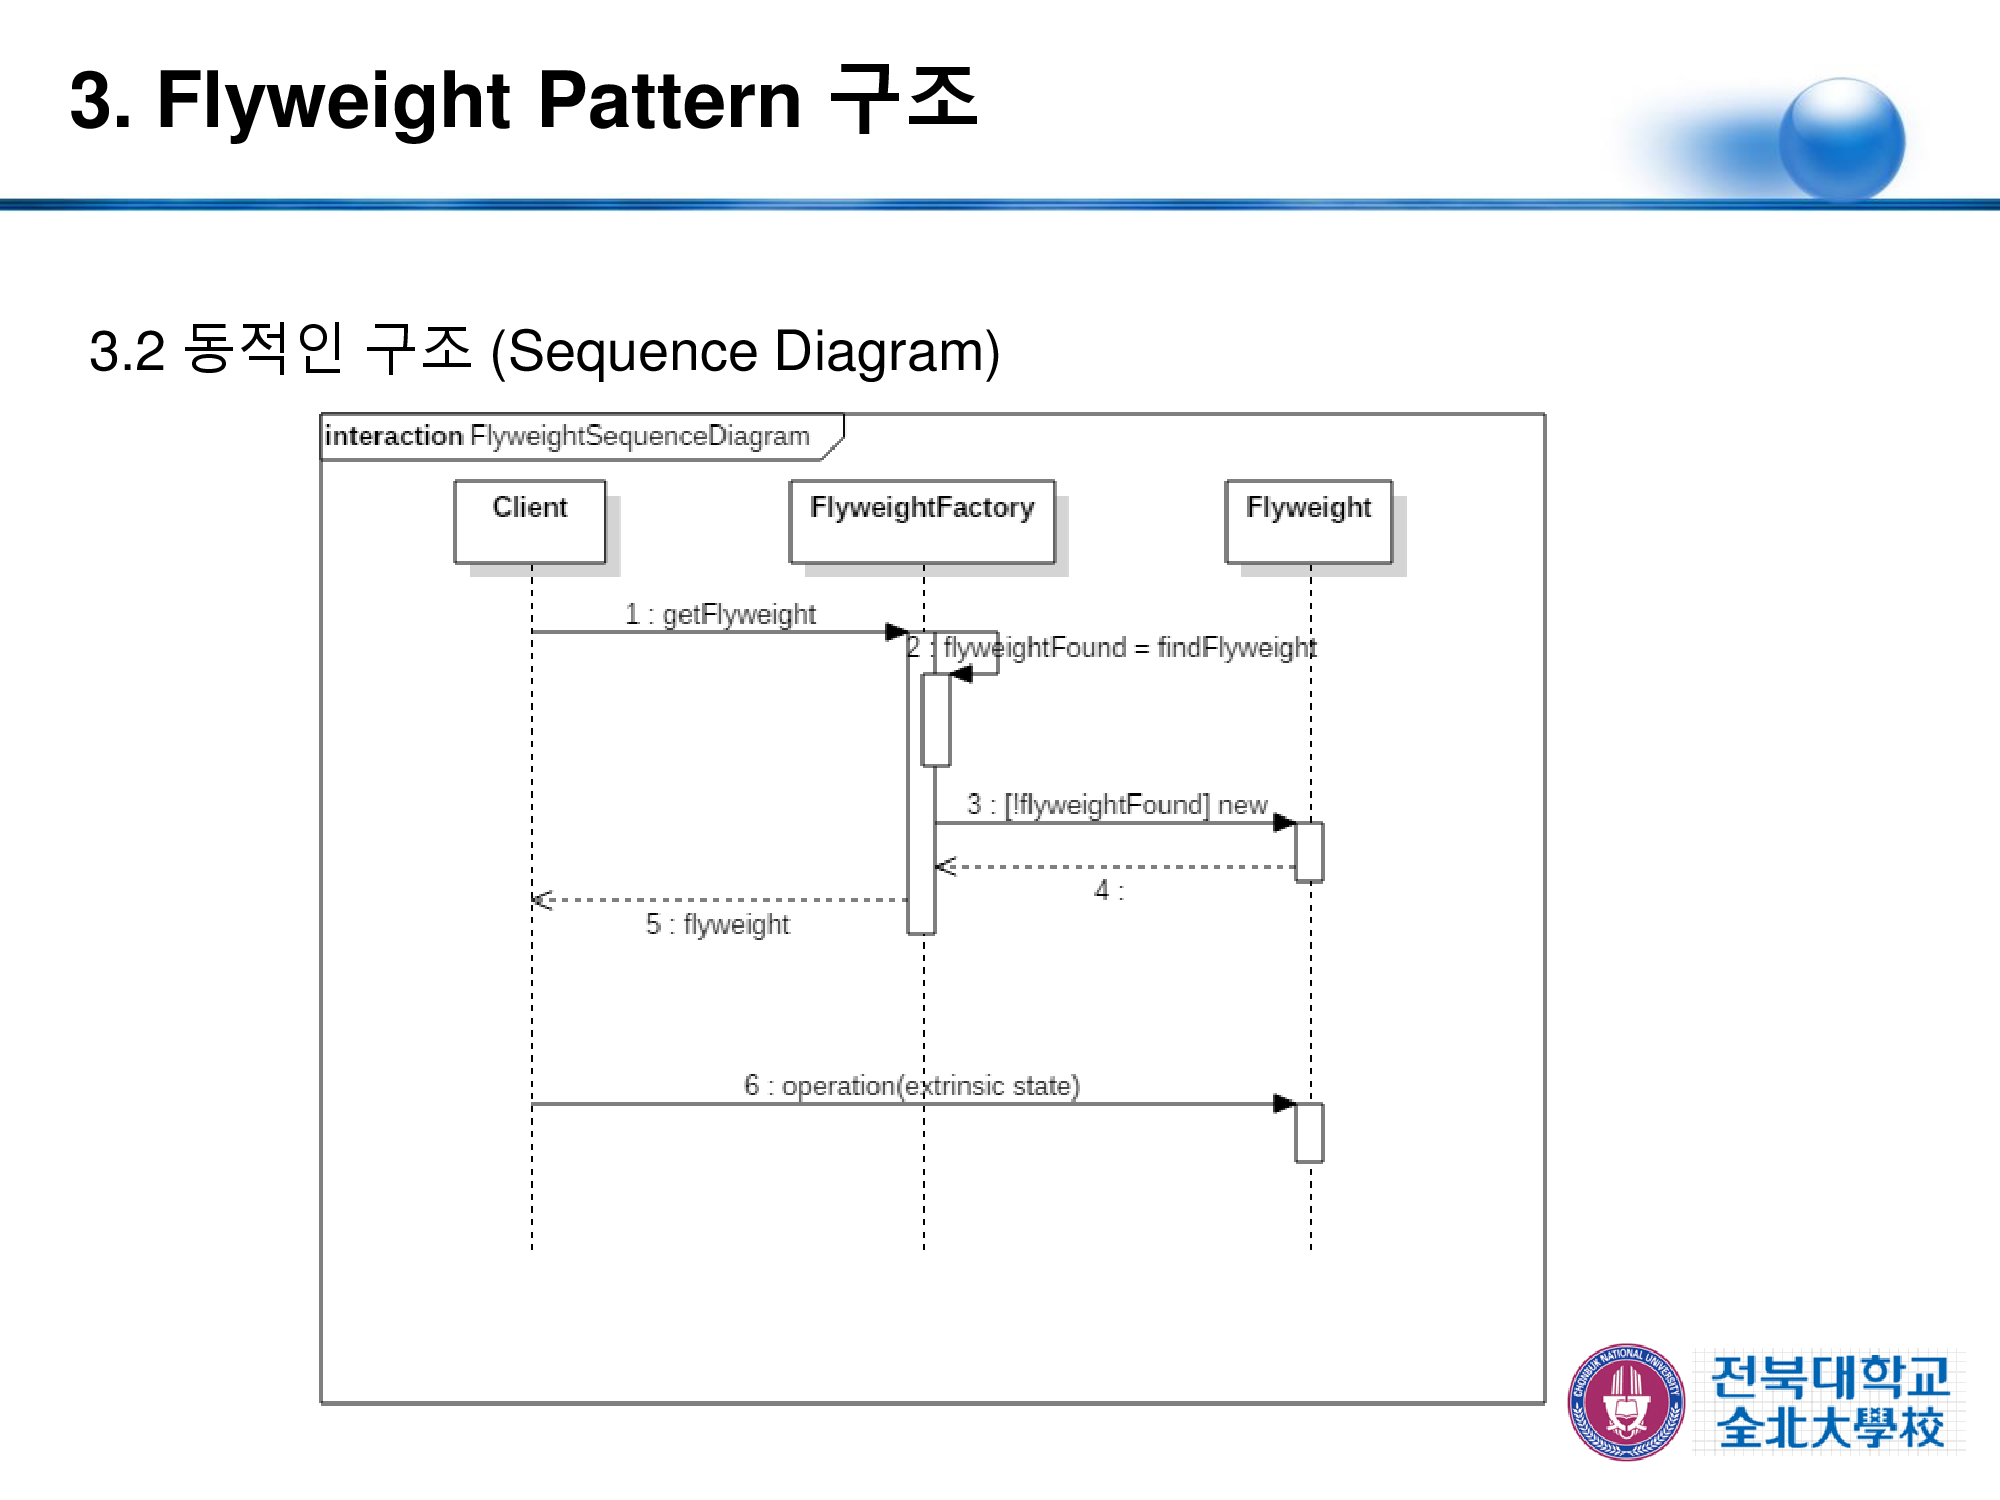 3. Flyweight Pattern 구조
3.2 동적인 구조 (Sequence Diagram)
interaction FlyweightSequenceDiagram
Client
FlyweightFactory
Flyweight
1 : getFlyweight
2 : flyweightFound = findFlyweight
3 : [!flyweightFound] new
4 :
5 : flyweight
6 : operation(extrinsic state)
CHONBUK NATIONAL UNIVERSITY
전북대학교
全北大學校